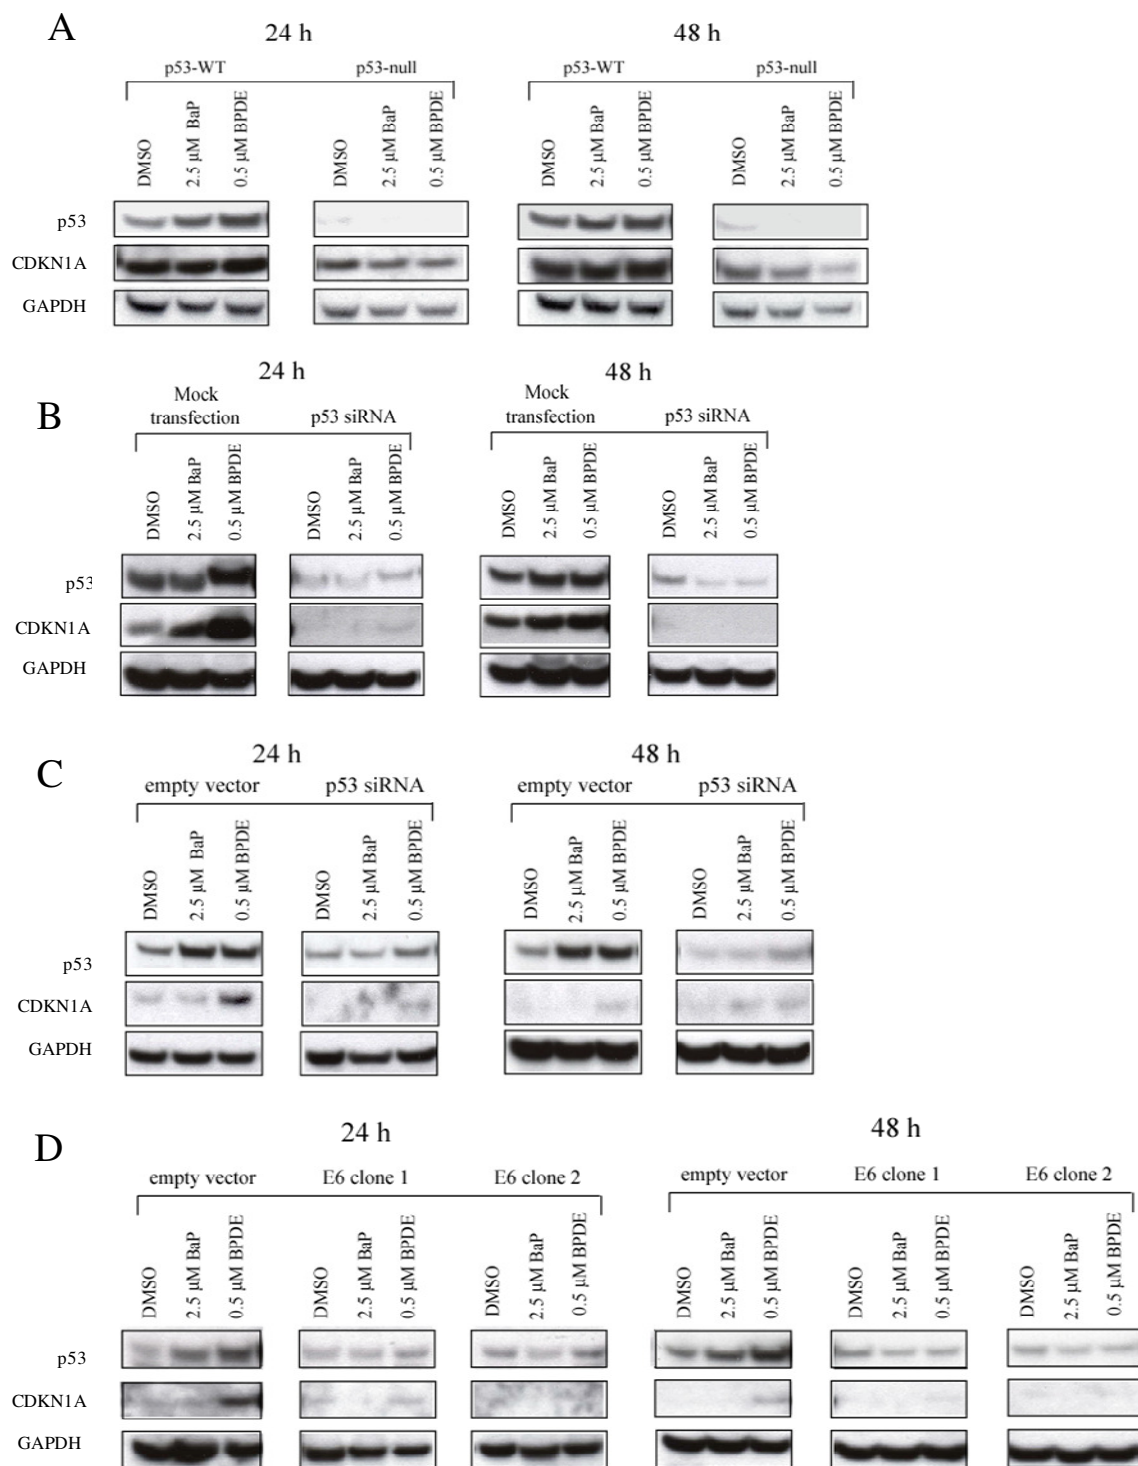 A
24 h
48 h
p53-WT
p53-null
p53-WT
p53-null
DMSO
2.5 µM BaP
0.5 µM BPDE
DMSO
2.5 µM BaP
0.5 µM BPDE
DMSO
2.5 µM BaP
0.5 µM BPDE
DMSO
2.5 µM BaP
0.5 µM BPDE
p53
CDKN1A
GAPDH
B
24 h
48 h
Mock
transfection
p53 siRNA
Mock
transfection
p53 siRNA
DMSO
2.5 µM BaP
0.5 µM BPDE
DMSO
2.5 µM BaP
0.5 µM BPDE
DMSO
2.5 µM BaP
0.5 µM BPDE
DMSO
2.5 µM BaP
0.5 µM BPDE
p53
CDKN1A
GAPDH
C
24 h
48 h
empty vector
p53 siRNA
empty vector
p53 siRNA
DMSO
2.5 µM BaP
0.5 µM BPDE
DMSO
2.5 µM BaP
0.5 µM BPDE
DMSO
2.5 µM BaP
0.5 µM BPDE
DMSO
2.5 µM BaP
0.5 µM BPDE
p53
CDKN1A
GAPDH
D
24 h
48 h
empty vector
E6 clone 1
E6 clone 2
empty vector
E6 clone 1
E6 clone 2
DMSO
2.5 µM BaP
0.5 µM BPDE
DMSO
2.5 µM BaP
0.5 µM BPDE
DMSO
2.5 µM BaP
0.5 µM BPDE
DMSO
2.5 µM BaP
0.5 µM BPDE
DMSO
2.5 µM BaP
0.5 µM BPDE
DMSO
2.5 µM BaP
0.5 µM BPDE
p53
CDKN1A
GAPDH